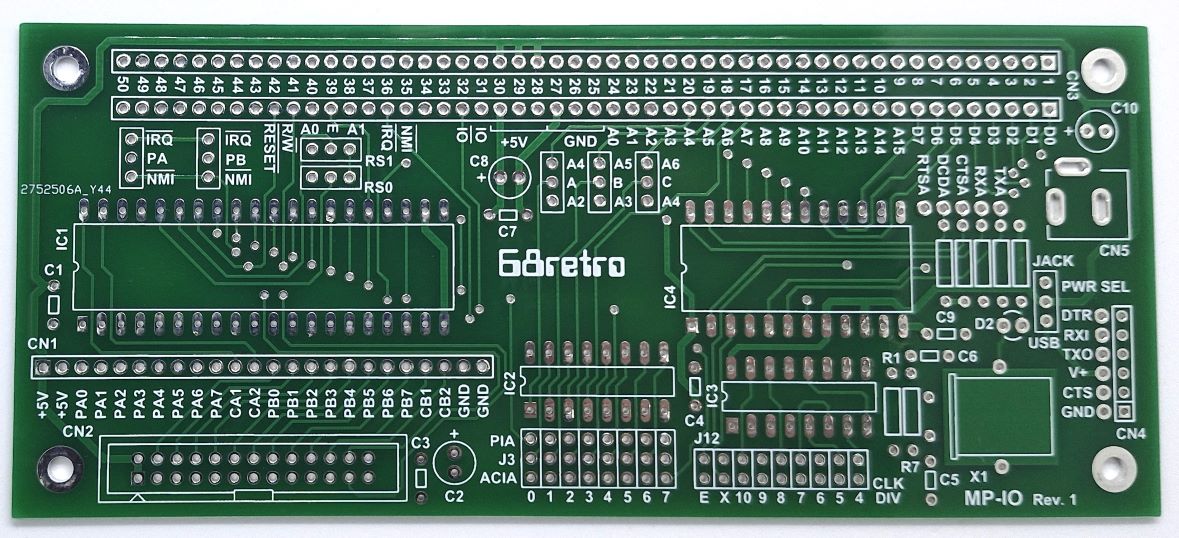 50 49 48 47 46 45 44 43 42 41 40 39 38 37 36 35 34 33 32 31 30 29 28 27 26 25 24 23 22 21 20 19 18 17 16 15 14 13 12 11 10 9 8 7 6 5 4 3 2 1
CN3
C10
+
RESET R/W A0 E A1 IRQ NMI IO IO +5V GND A0 A1 A2 A3 A4 A5 A6 A7 A8 A9 A10 A11 A12 A13 A14 A15 D7 D6 D5 D4 D3 D2 D1 D0
IRQ IRQ
PA PB
NMI NMI
RS1
RS0
C8
+
A4 A5 A6
A B C
A2 A3 A4
RTSA DCDA CTSA RXA TXA
2752506A_Y44
IC1
C7
CN5
C1
68retro
IC4
JACK
PWR SEL
USB
C9
D2
DTR
RXI
TXO
V+
CTS
GND
CN4
R1
C6
CN1
+5V +5V PA0 PA1 PA2 PA3 PA4 PA5 PA6 PA7 CA1 CA2 PB0 PB1 PB2 PB3 PB4 PB5 PB6 PB7 CB1 CB2 GND GND
IC2
C4
IC3
CN2
C3
+
C2
PIA
J3
ACIA
0 1 2 3 4 5 6 7
J12
CLK
E X 10 9 8 7 6 5 4 DIV
R7
C5
X1
MP-IO Rev. 1